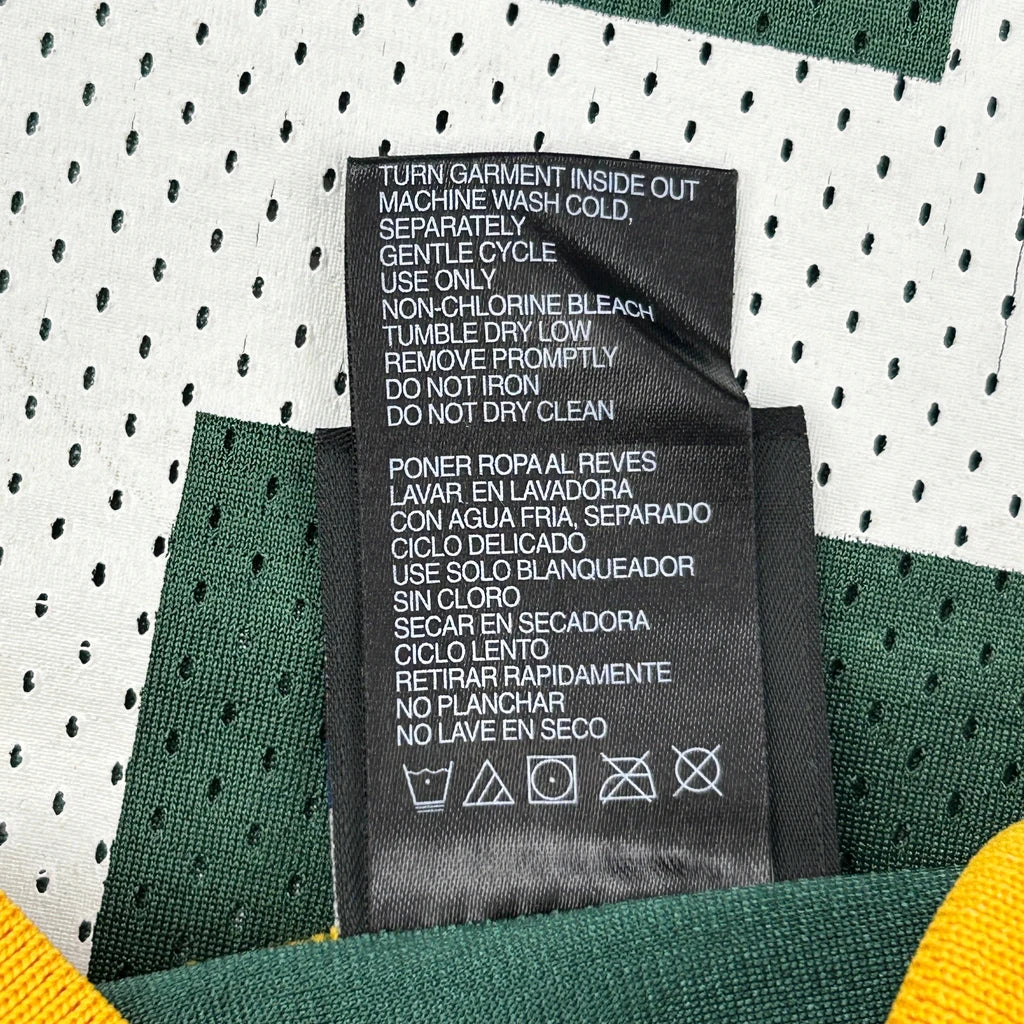 TURN GARMENT INSIDE OUT
MACHINE WASH COLD,
SEPARATELY
GENTLE CYCLE
USE ONLY
NON-CHLORINE BLEACH
TUMBLE DRY LOW
REMOVE PROMPTLY
DO NOT IRON
DO NOT DRY CLEAN
PONER ROPA AL REVES
LAVAR EN LAVADORA
CON AGUA FRIA, SEPARADO
CICLO DELICADO
USE SOLO BLANQUEADOR
SIN CLORO
SECAR EN SECADORA
CICLO LENTO
RETIRAR RAPIDAMENTE
NO PLANCHAR
NO LAVE EN SECO